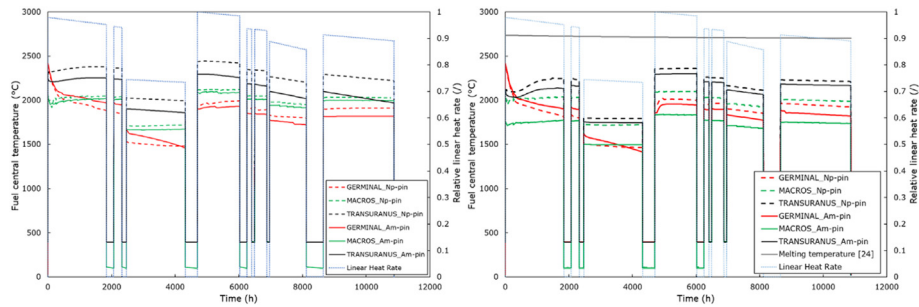 3000
2500
2000
1500
1000
500
0
Fuel central temperature (°C)
1
0.9
0.8
0.7
0.6
0.5
0.4
0.3
0.2
0.1
0
Relative linear heat rate (/)
GERMINAL_Np-pin
MACROS_Np-pin
TRANSURANUS_Np-pin
GERMINAL_Am-pin
MACROS_Am-pin
TRANSURANUS_Am-pin
Linear Heat Rate
0 2000 4000 6000 8000 10000 12000
Time (h)
3000
2500
2000
1500
1000
500
0
Fuel central temperature (°C)
1
0.9
0.8
0.7
0.6
0.5
0.4
0.3
0.2
0.1
0
Relative linear heat rate (/)
GERMINAL_Np-pin
MACROS_Np-pin
TRANSURANUS_Np-pin
GERMINAL_Am-pin
MACROS_Am-pin
TRANSURANUS_Am-pin
Melting temperature [24]
Linear Heat Rate
0 2000 4000 6000 8000 10000 12000
Time (h)